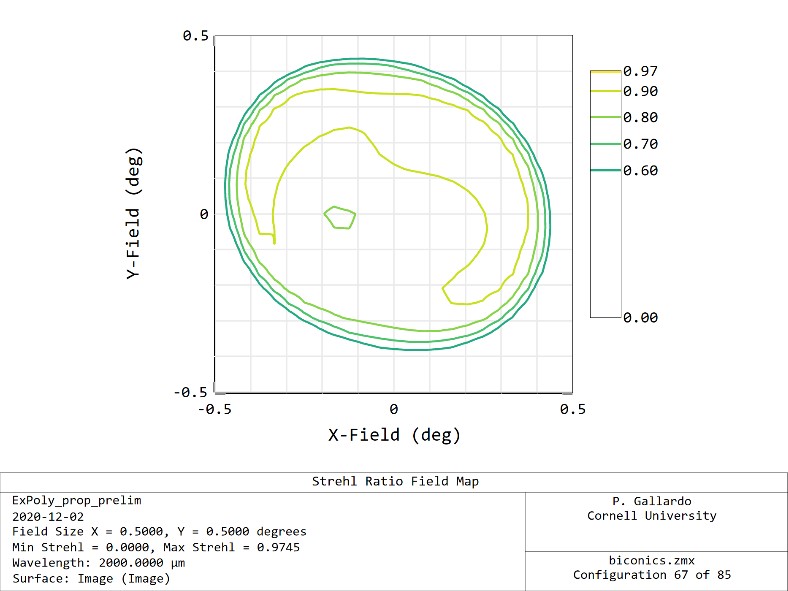 0.5
0
-0.5
Y-Field (deg)
-0.5 0 0.5
X-Field (deg)
0.97
0.90
0.80
0.70
0.60
0.00
Strehl Ratio Field Map
ExPoly_prop_prelim
2020-12-02
Field Size X = 0.5000, Y = 0.5000 degrees
Min Strehl = 0.0000, Max Strehl = 0.9745
Wavelength: 2000.0000 µm
Surface: Image (Image)
P. Gallardo
Cornell University
biconics.zmx
Configuration 67 of 85